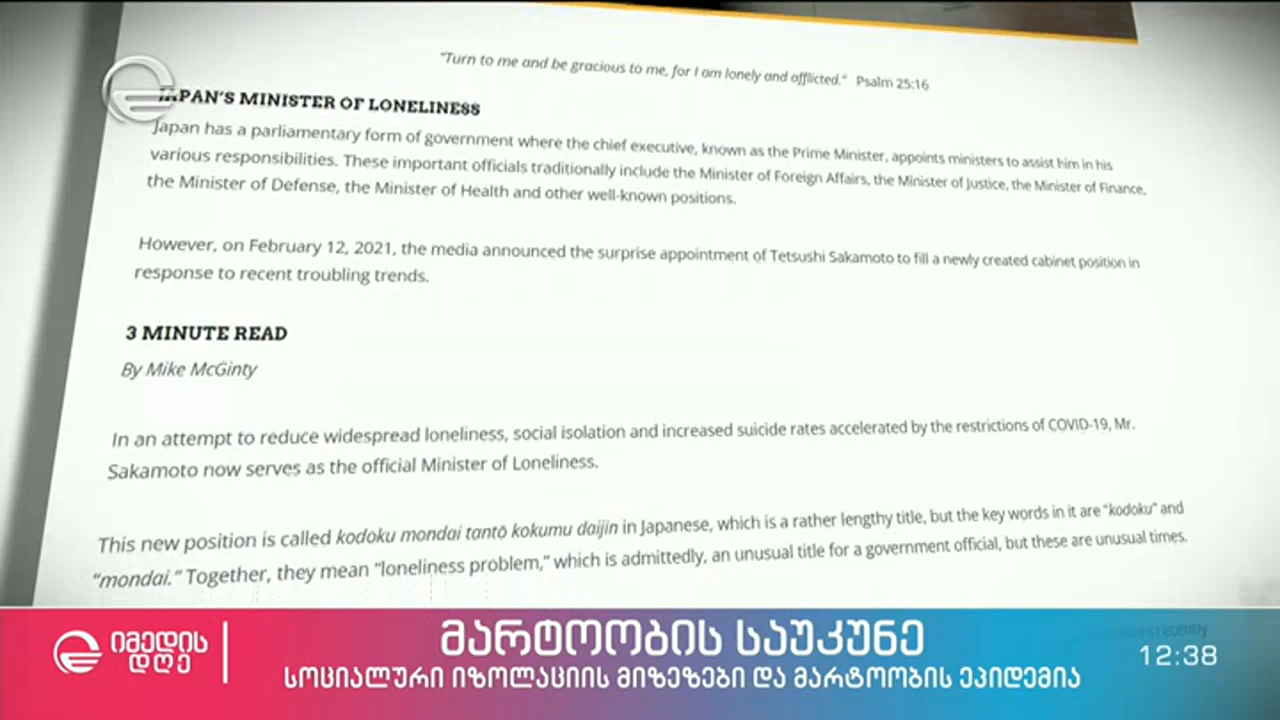 "Turn to me and be gracious to me, for I am lonely and afflicted." Psalm 25:16
JAPAN'S MINISTER OF LONELINESS
Japan has a parliamentary form of government where the chief executive, known as the Prime Minister, appoints ministers to assist him in his
various responsibilities. These important officials traditionally include the Minister of Foreign Affairs, the Minister of Justice, the Minister of Finance,
the Minister of Defense, the Minister of Health and other well-known positions.
However, on February 12, 2021, the media announced the surprise appointment of Tetsushi Sakamoto to fill a newly created cabinet position in
response to recent troubling trends.
3 MINUTE READ
By Mike McGinty
In an attempt to reduce widespread loneliness, social isolation and increased suicide rates accelerated by the restrictions of COVID-19, Mr.
Sakamoto now serves as the official Minister of Loneliness.
This new position is called kodoku mondai tantō kokumu daijin in Japanese, which is a rather lengthy title, but the key words in it are "kodoku" and
"mondai." Together, they mean "loneliness problem," which is admittedly, an unusual title for a government official, but these are unusual times.
recently
იმედის
დღე
მარტოობის საუკუნე
სოციალური იზოლაციის მიზეზები და მარტოობის ეპიდემია
12:38